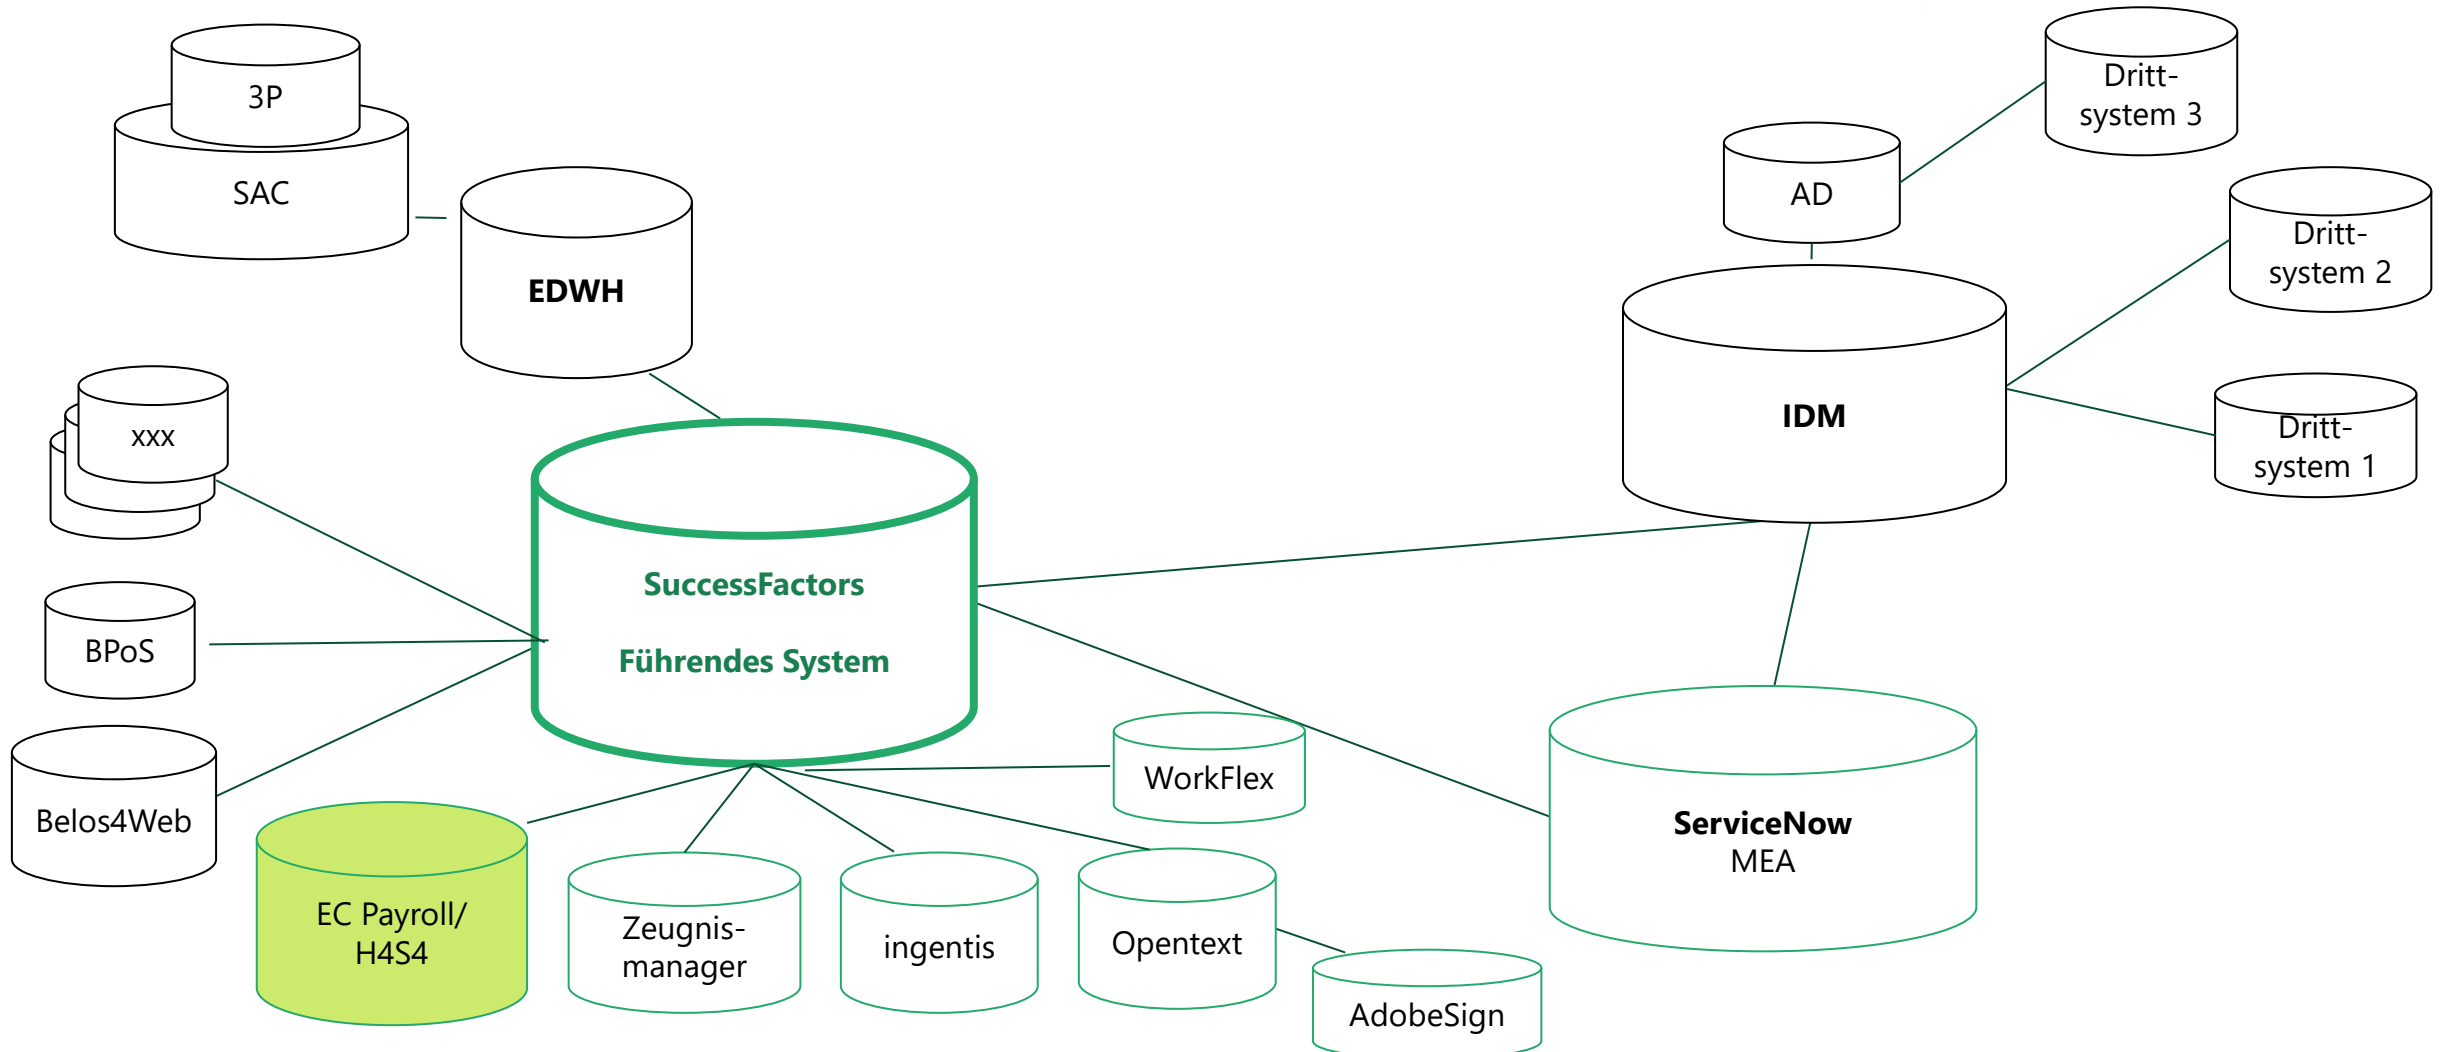 3P
SAC
EDWH
xxx
BPoS
Belos4Web
SuccessFactors
Führendes System
EC Payroll/
H4S4
Zeugnis-
manager
ingentis
Opentext
WorkFlex
AdobeSign
ServiceNow
MEA
IDM
AD
Dritt-
system 3
Dritt-
system 2
Dritt-
system 1